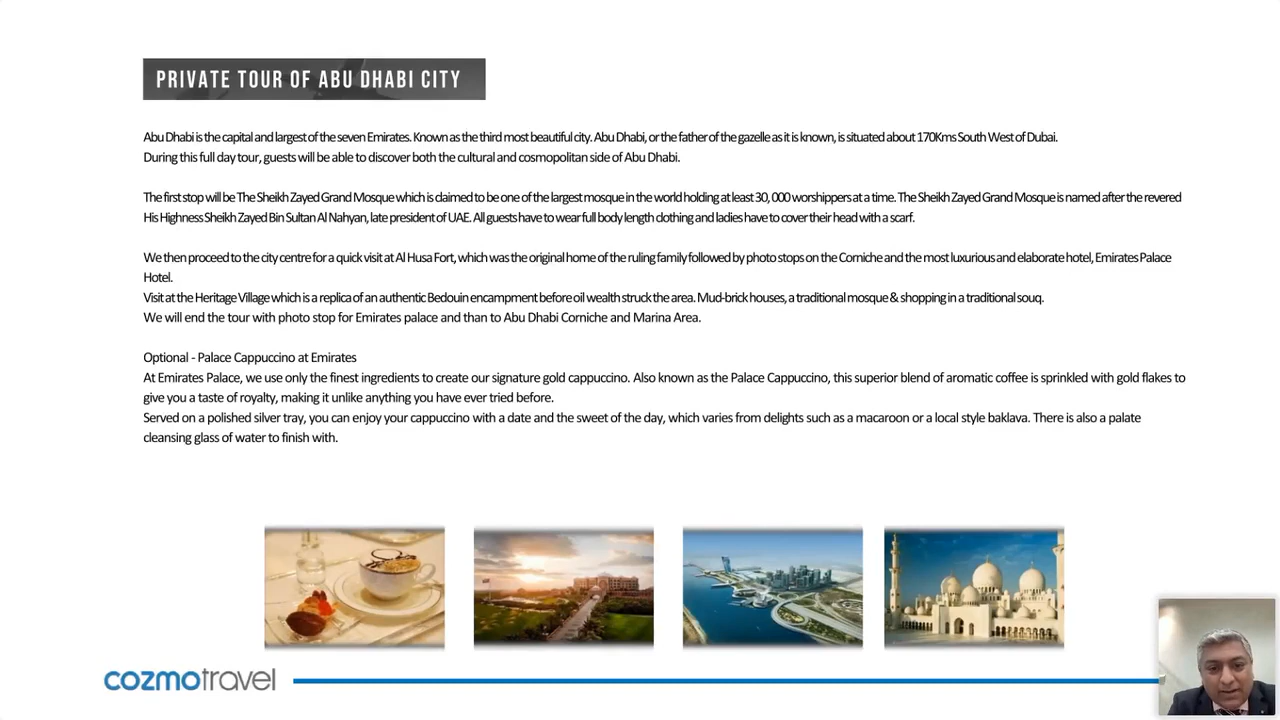 PRIVATE TOUR OF ABU DHABI CITY
Abu Dhabi is the capital and largest of the seven Emirates. Known as the third most beautiful city. Abu Dhabi, or the father of the gazelle as it is known, is situated about 170Kms South West of Dubai.
During this full day tour, guests will be able to discover both the cultural and cosmopolitan side of Abu Dhabi.
The first stop will be The Sheikh Zayed Grand Mosque which is claimed to be one of the largest mosque in the world holding at least 30, 000 worshippers at a time. The Sheikh Zayed Grand Mosque is named after the revered
His Highness Sheikh Zayed Bin Sultan Al Nahyan, late president of UAE. All guests have to wear full body length clothing and ladies have to cover their head with a scarf.
We then proceed to the city centre for a quick visit at Al Husa Fort, which was the original home of the ruling family followed by photo stops on the Corniche and the most luxurious and elaborate hotel, Emirates Palace
Hotel.
Visit at the Heritage Village which is a replica of an authentic Bedouin encampment before oil wealth struck the area. Mud-brick houses, a traditional mosque & shopping in a traditional souq.
We will end the tour with photo stop for Emirates palace and than to Abu Dhabi Corniche and Marina Area.
Optional - Palace Cappuccino at Emirates
At Emirates Palace, we use only the finest ingredients to create our signature gold cappuccino. Also known as the Palace Cappuccino, this superior blend of aromatic coffee is sprinkled with gold flakes to
give you a taste of royalty, making it unlike anything you have ever tried before.
Served on a polished silver tray, you can enjoy your cappuccino with a date and the sweet of the day, which varies from delights such as a macaroon or a local style baklava. There is also a palate
cleansing glass of water to finish with.
cozmotravel